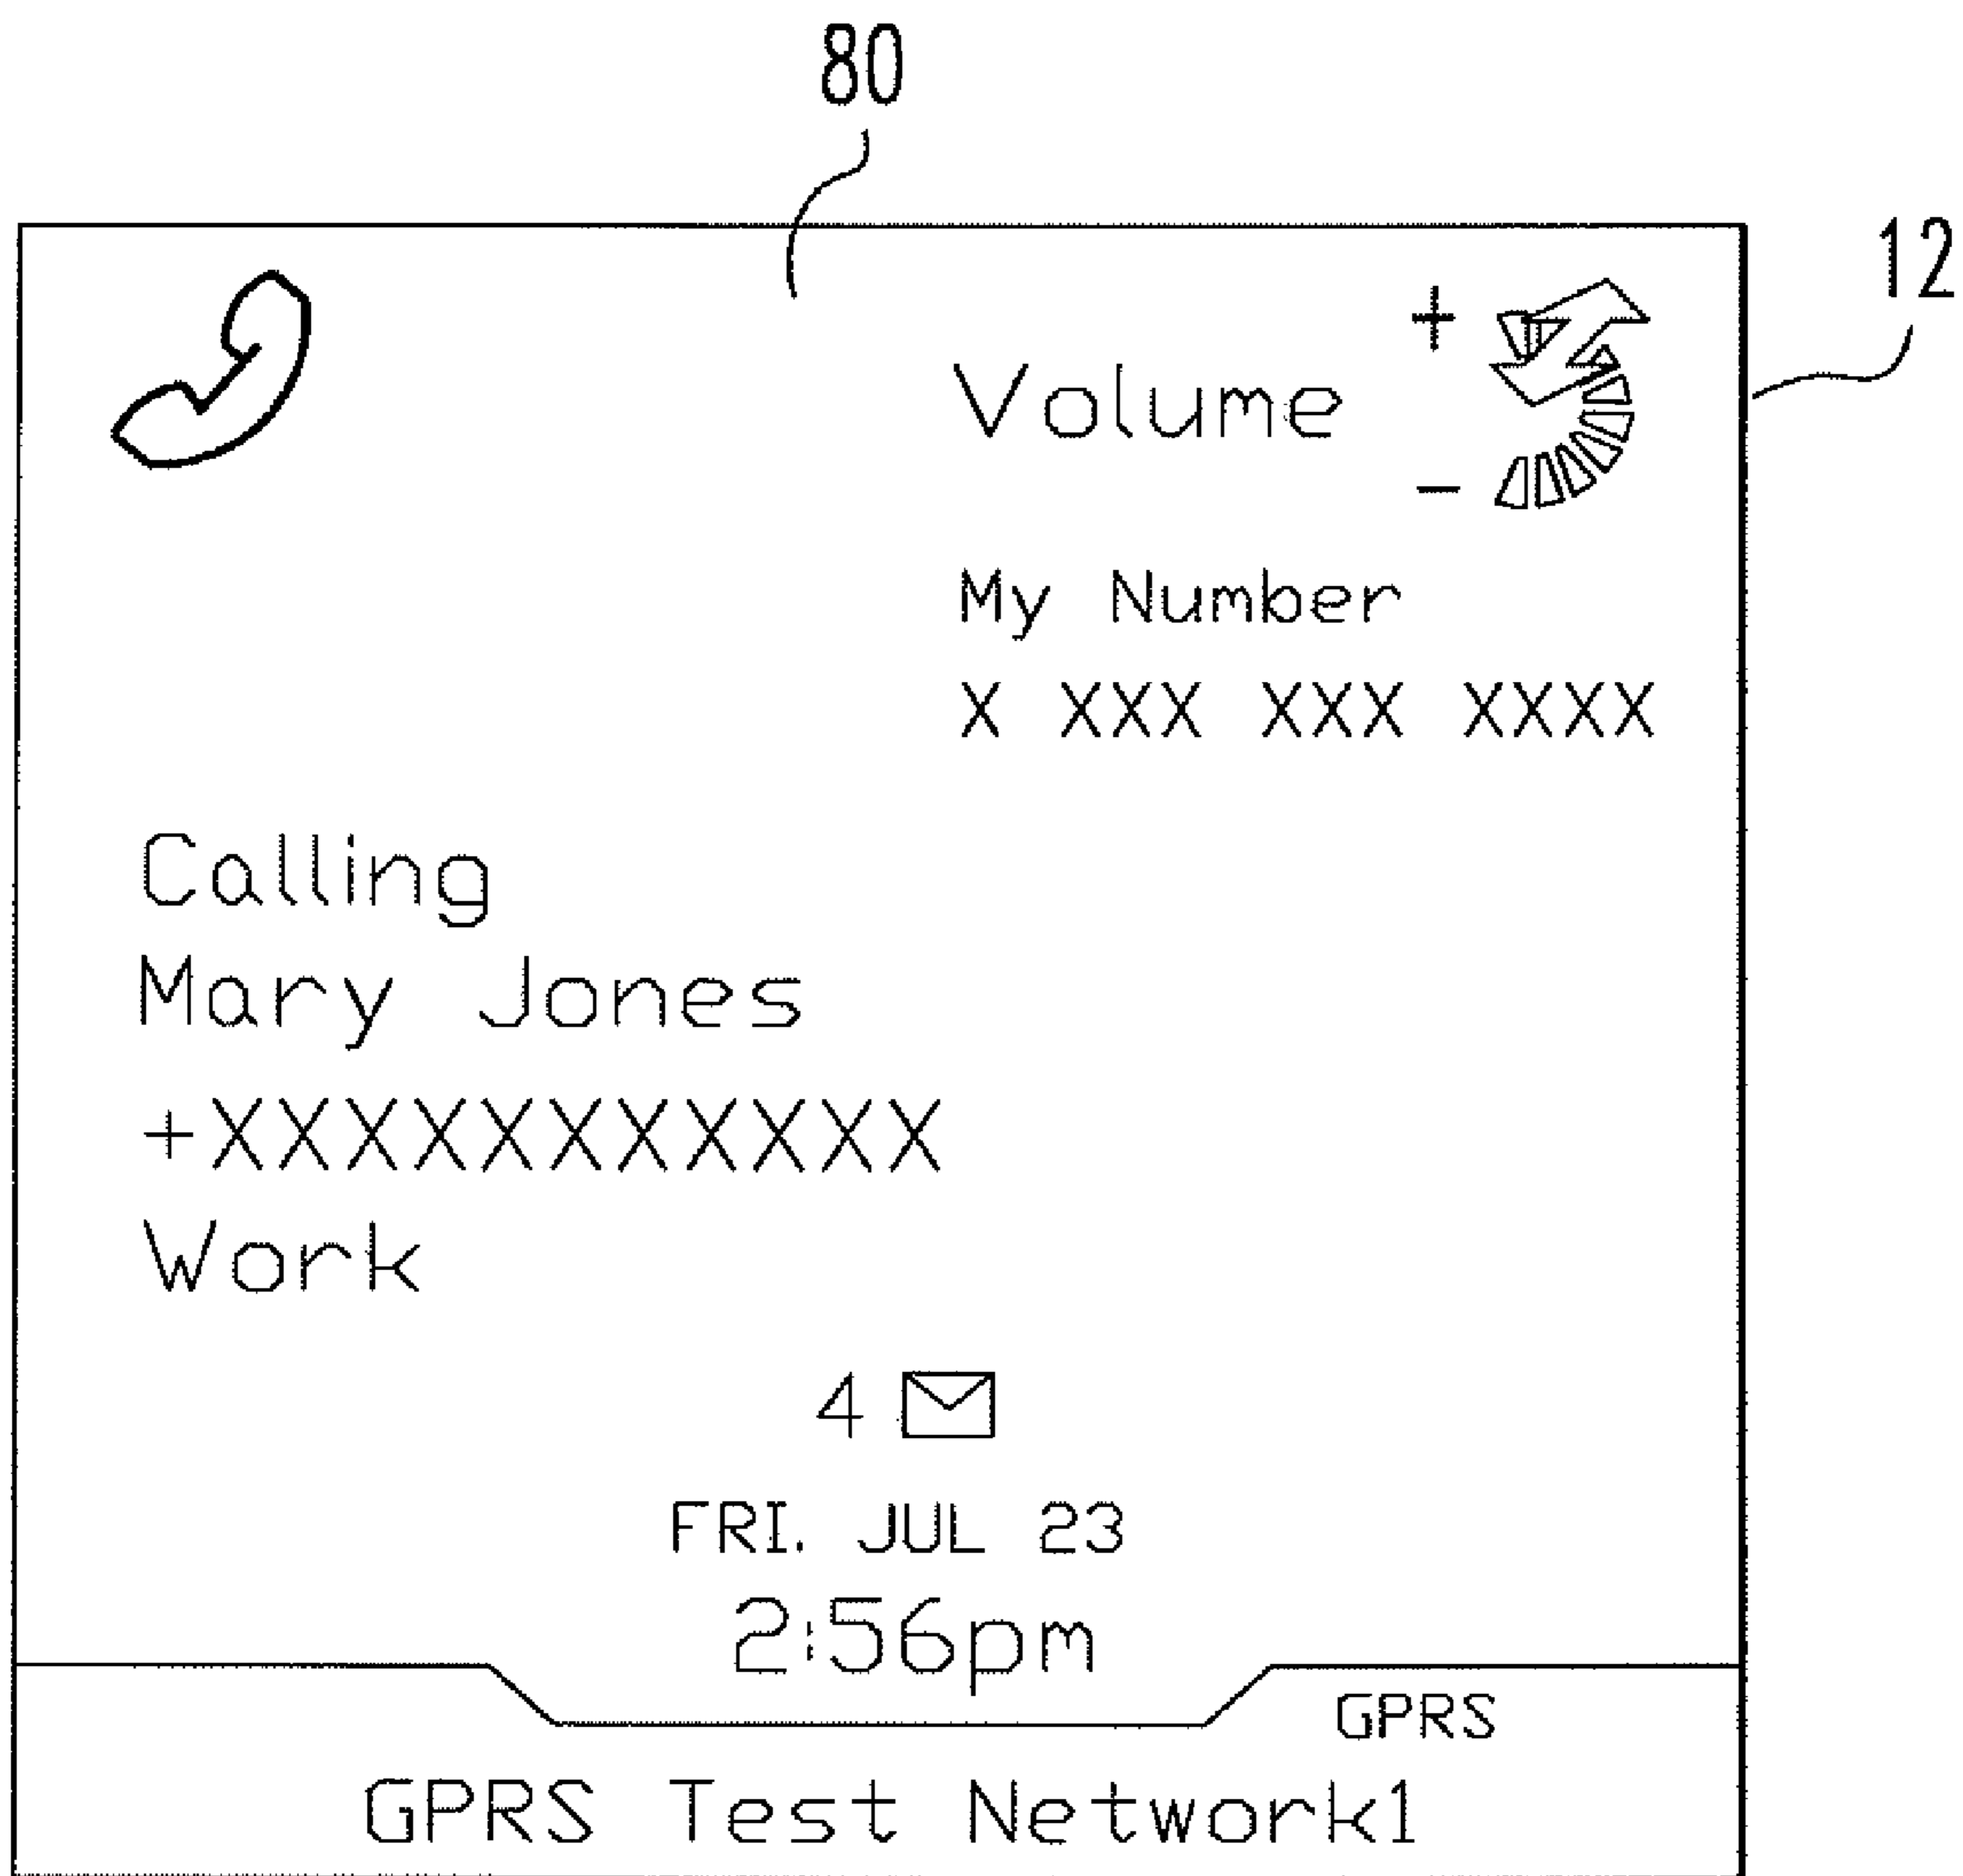 80
12
+
Volume
-
My Number
X XXX XXX XXXX
Calling
Mary Jones
+XXXXXXXXXXX
Work
4
FRI. JUL 23
2:56pm
GPRS
GPRS Test Network1